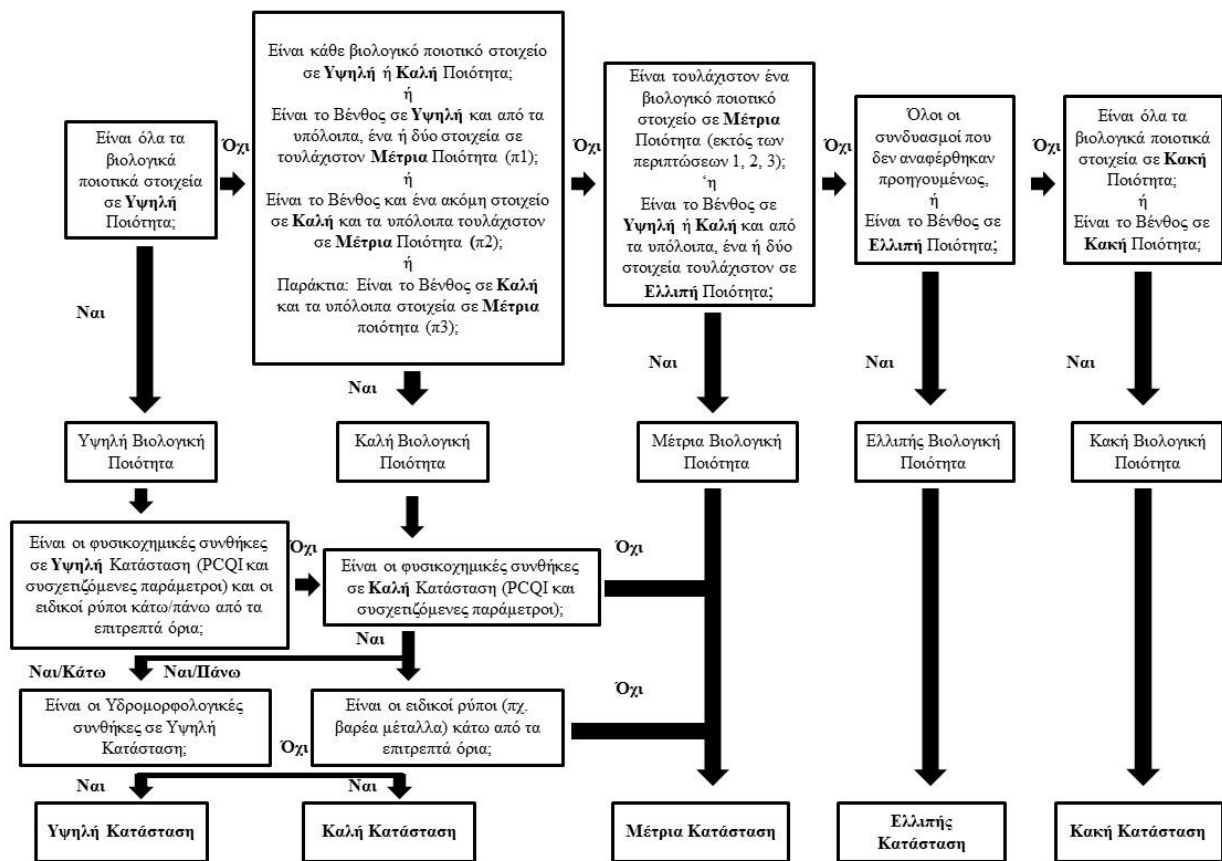 Είναι όλα τα
βιολογικά
ποιοτικά στοιχεία
σε Υψηλή
Ποιότητα;
Όχι
Είναι κάθε βιολογικό ποιοτικό στοιχείο
σε Υψηλή ή Καλή Ποιότητα;
ή
Είναι το Βένθος σε Υψηλή και από τα
υπόλοιπα, ένα ή δύο στοιχεία σε
τουλάχιστον Μέτρια Ποιότητα (π1);
ή
Είναι το Βένθος και ένα ακόμη στοιχείο
σε Καλή και τα υπόλοιπα τουλάχιστον
σε Μέτρια Ποιότητα (π2);
ή
Παράκτια: Είναι το Βένθος σε Καλή
και τα υπόλοιπα στοιχεία σε Μέτρια
ποιότητα (π3);
Όχι
Είναι τουλάχιστον ένα
βιολογικό ποιοτικό
στοιχείο σε Μέτρια
Ποιότητα (εκτός των
περιπτώσεων 1, 2, 3);
‘η
Είναι το Βένθος σε
Υψηλή ή Καλή και από
τα υπόλοιπα, ένα ή δύο
στοιχεία τουλάχιστον σε
Ελλιπή Ποιότητα;
Όχι
Όλοι οι
συνδυασμοί που
δεν αναφέρθηκαν
προηγουμένως,
ή
Είναι το Βένθος σε
Ελλιπή Ποιότητα;
Όχι
Είναι όλα τα
βιολογικά ποιοτικά
στοιχεία σε Κακή
Ποιότητα;
ή
Είναι το Βένθος σε
Κακή Ποιότητα;
Ναι
Ναι
Ναι
Ναι
Ναι
Υψηλή Βιολογική
Ποιότητα
Καλή Βιολογική
Ποιότητα
Μέτρια Βιολογική
Ποιότητα
Ελλιπής Βιολογική
Ποιότητα
Κακή Βιολογική
Ποιότητα
Είναι οι φυσικοχημικές συνθήκες
σε Υψηλή Κατάσταση (PCQI και
συσχετιζόμενες παράμετροι) και οι
ειδικοί ρύποι κάτω/πάνω από τα
επιτρεπτά όρια;
Όχι
Είναι οι φυσικοχημικές συνθήκες
σε Καλή Κατάσταση (PCQI και
συσχετιζόμενες παράμετροι);
Όχι
Ναι
Ναι/Κάτω
Ναι/Πάνω
Είναι οι Υδρομορφολογικές
συνθήκες σε Υψηλή
Κατάσταση;
Όχι
Είναι οι ειδικοί ρύποι (πχ.
βαρέα μέταλλα) κάτω από τα
επιτρεπτά όρια;
Όχι
Ναι
Ναι
Υψηλή Κατάσταση
Καλή Κατάσταση
Μέτρια Κατάσταση
Ελλιπής
Κατάσταση
Κακή Κατάσταση